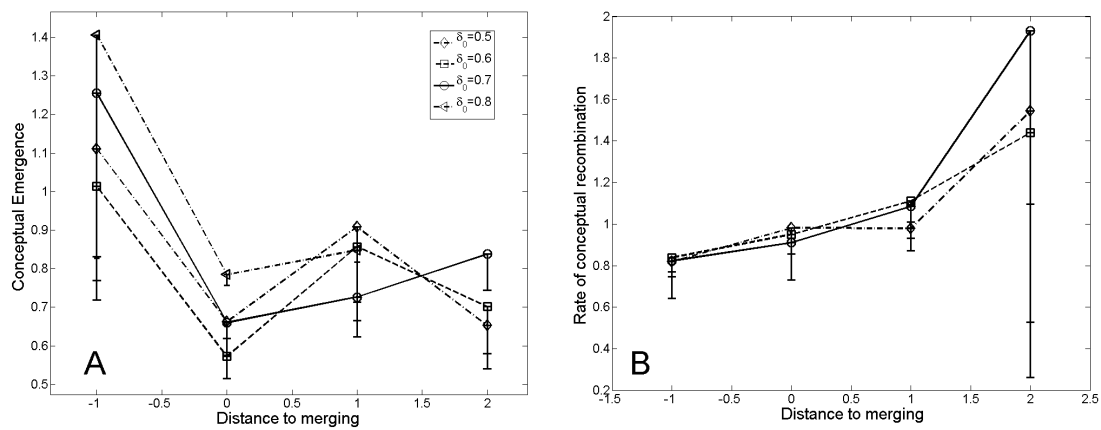 1.4
1.3
1.2
1.1
1
0.9
0.8
0.7
0.6
0.5
Conceptual Emergence
δ0=0.5
δ0=0.6
δ0=0.7
δ0=0.8
A
-1 -0.5 0 0.5 1 1.5 2
Distance to merging
2
1.8
1.6
1.4
1.2
1
0.8
0.6
0.4
0.2
Rate of conceptual recombination
B
-1.5 -1 -0.5 0 0.5 1 1.5 2 2.5
Distance to merging